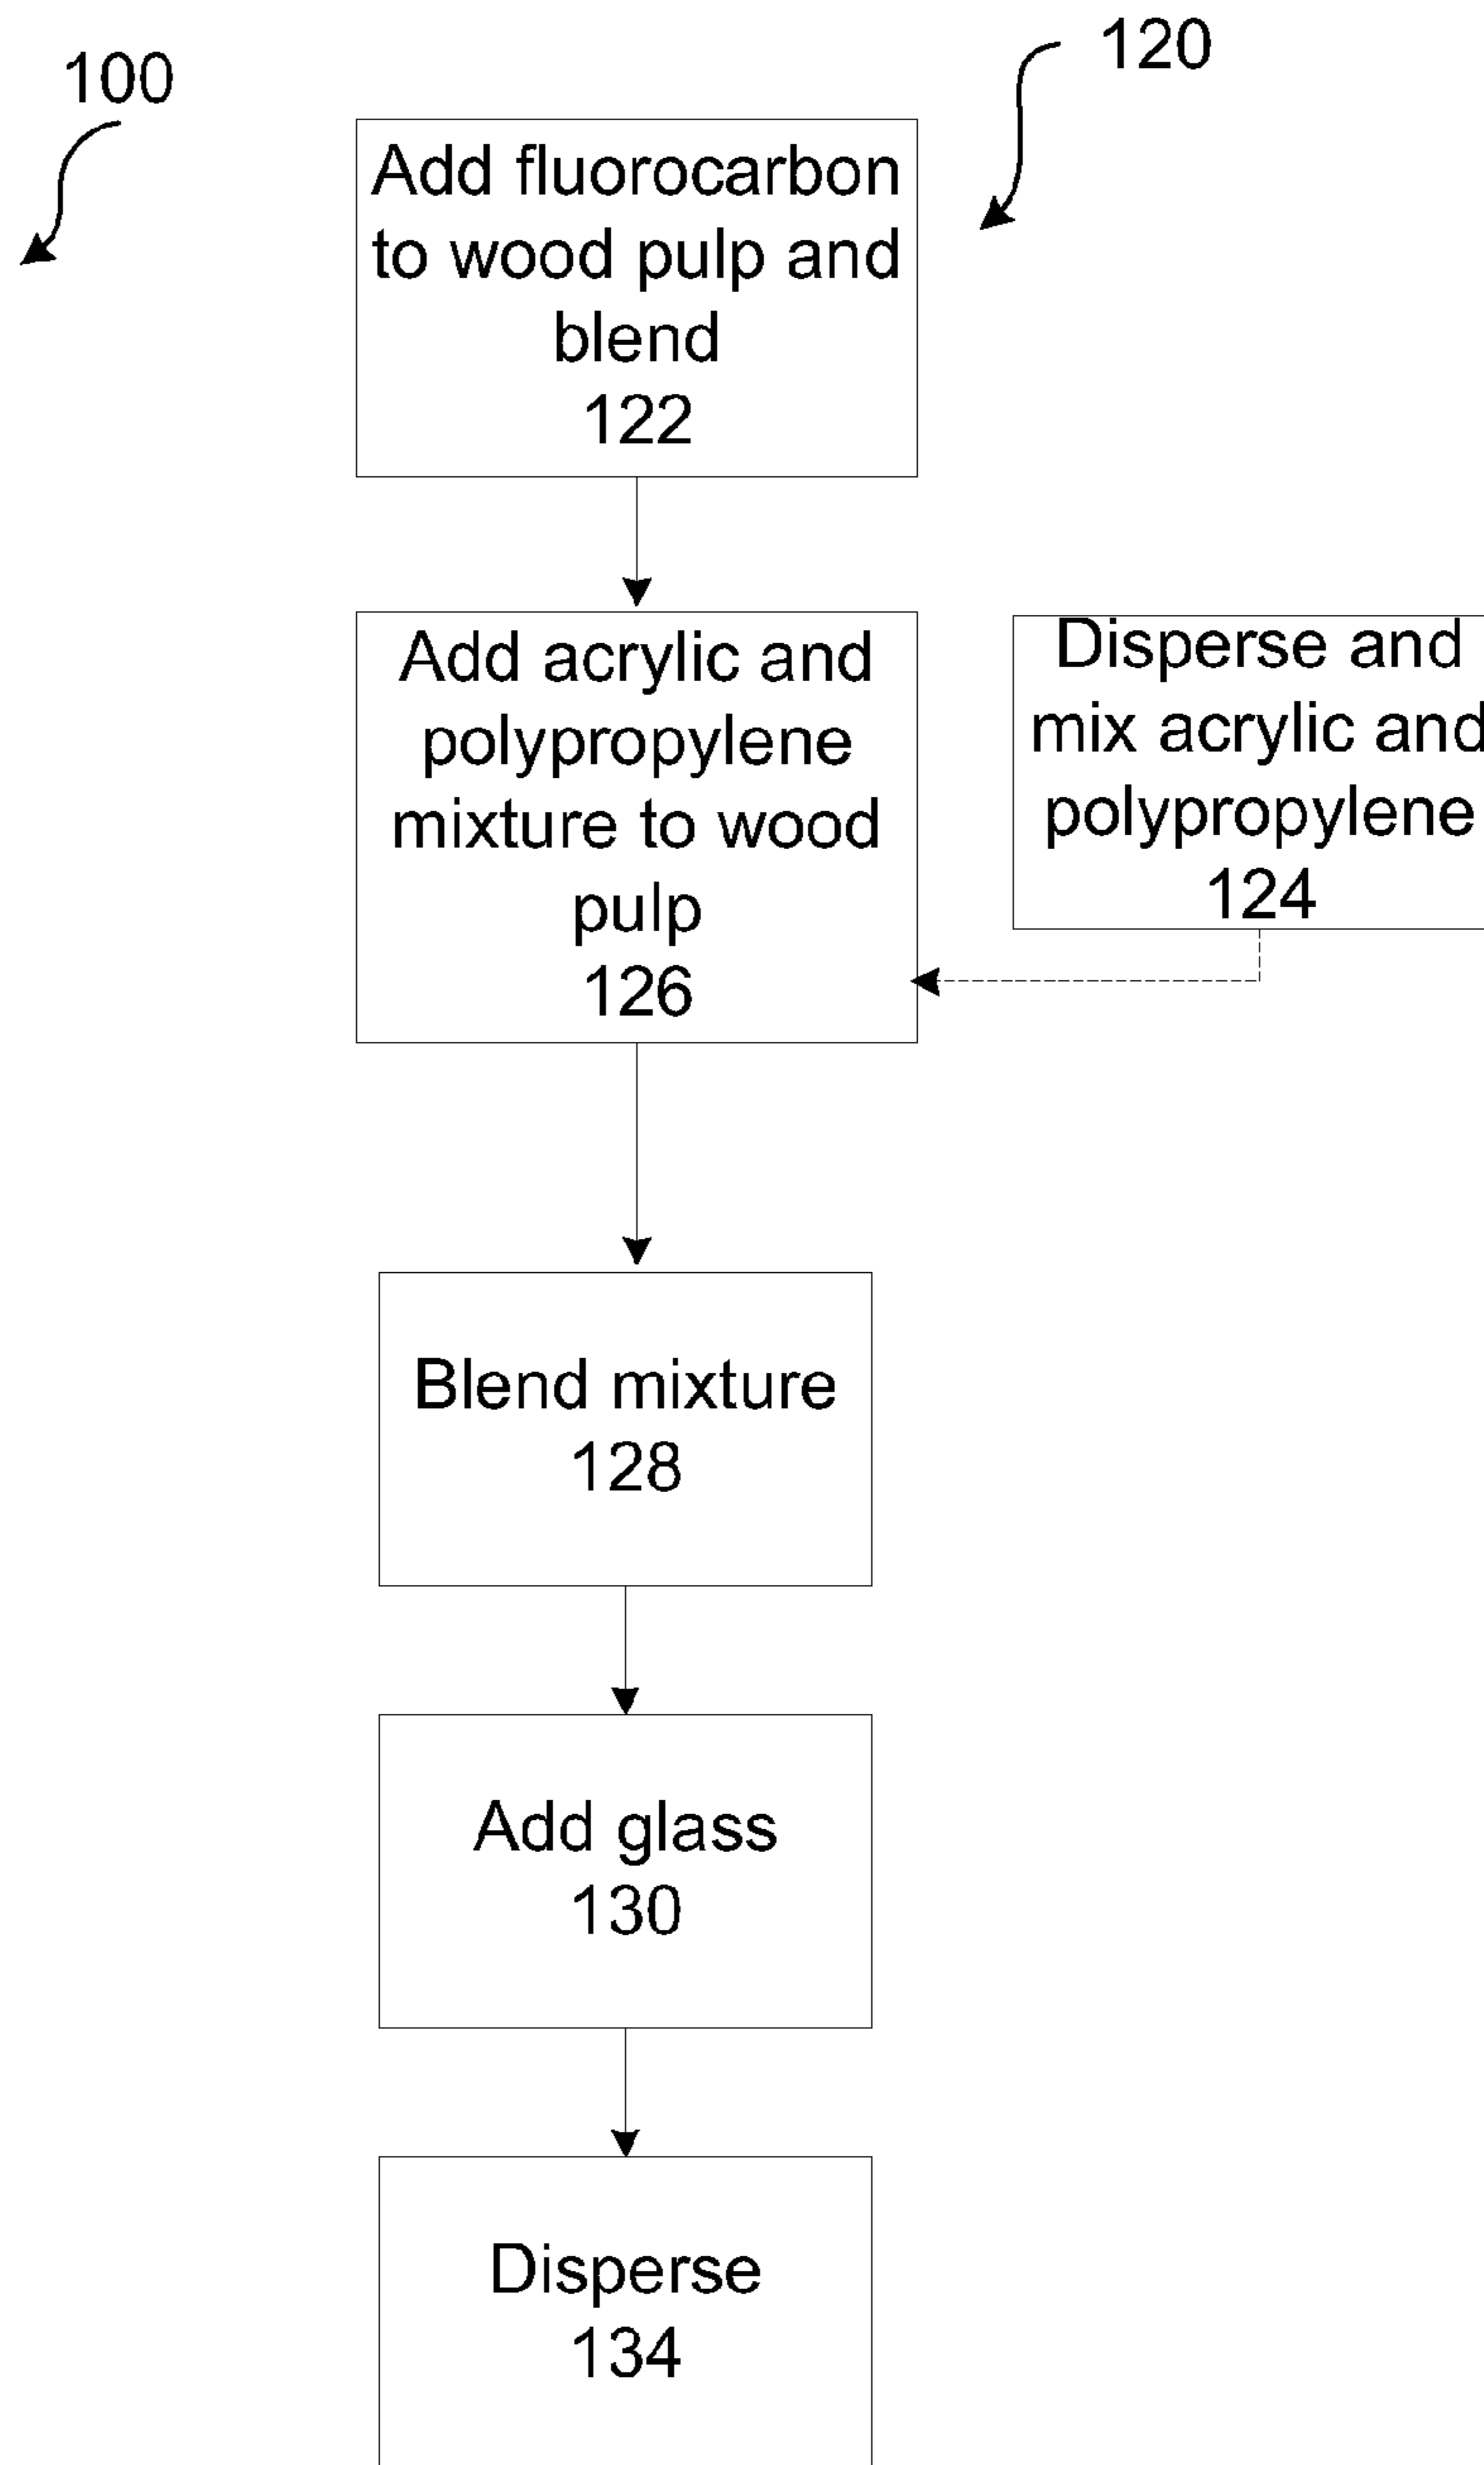 100
120
Add fluorocarbon
to wood pulp and
blend
122
Add acrylic and
polypropylene
mixture to wood
pulp
126
Disperse and
mix acrylic and
polypropylene
124
Blend mixture
128
Add glass
130
Disperse
134